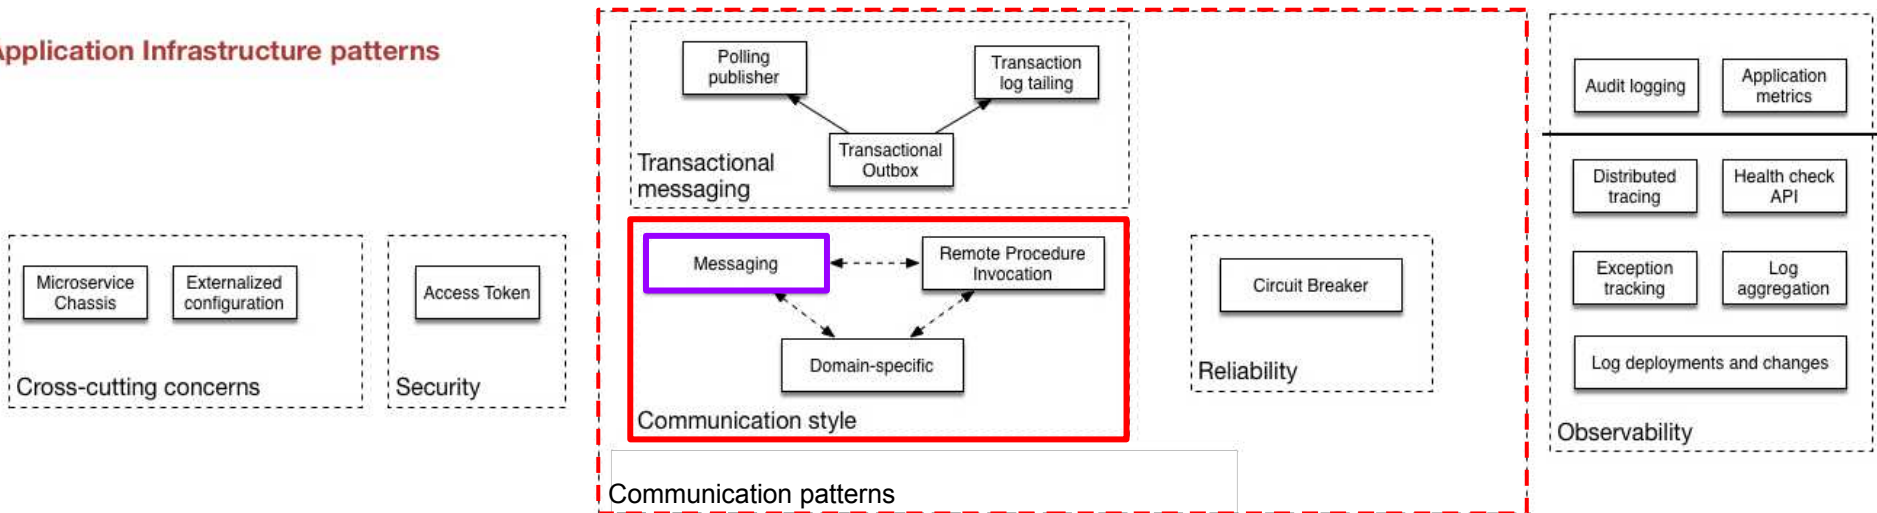 Application Infrastructure patterns
Polling
publisher
Transaction
log tailing
Transactional
Outbox
Transactional
messaging
Audit logging
Application
metrics
Distributed
tracing
Health check
API
Exception
tracking
Log
aggregation
Log deployments and changes
Observability
Microservice
Chassis
Externalized
configuration
Cross-cutting concerns
Access Token
Security
Messaging
Remote Procedure
Invocation
Domain-specific
Communication style
Circuit Breaker
Reliability
Communication patterns